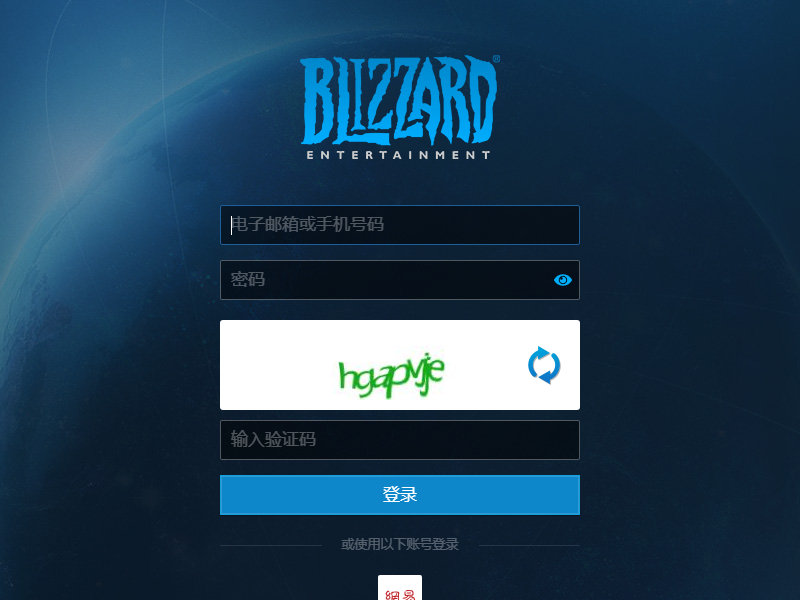 BLIZZARD®
ENTERTAINMENT
电子邮箱或手机号码
密码
hgapvje
输入验证码
登录
或使用以下账号登录
網易